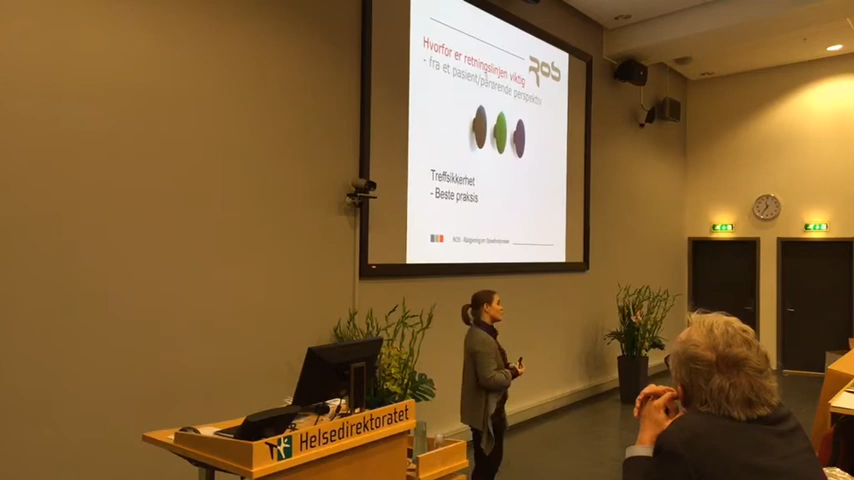 Hvorfor er retningslinjen viktig
- fra et pasient/pårørende perspektiv
ROS
Treffsikkerhet
- Beste praksis
Helsedirektoratet